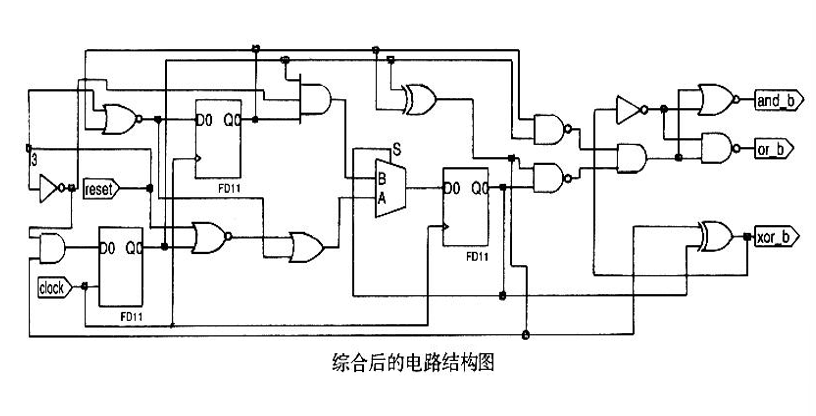 and_b
S
D0 Q0
3
B
or_b
reset
A
D0 Q0
FD11
D0 Q0
xor_b
FD11
clock
FD11
综合后的电路结构图